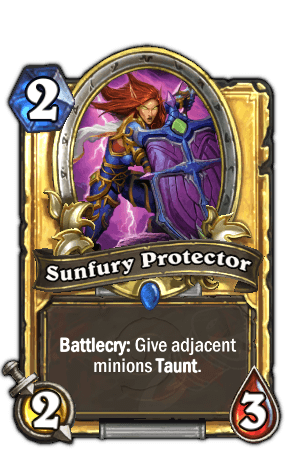 2
Sunfury Protector
Battlecry: Give adjacent
minions Taunt.
2
3